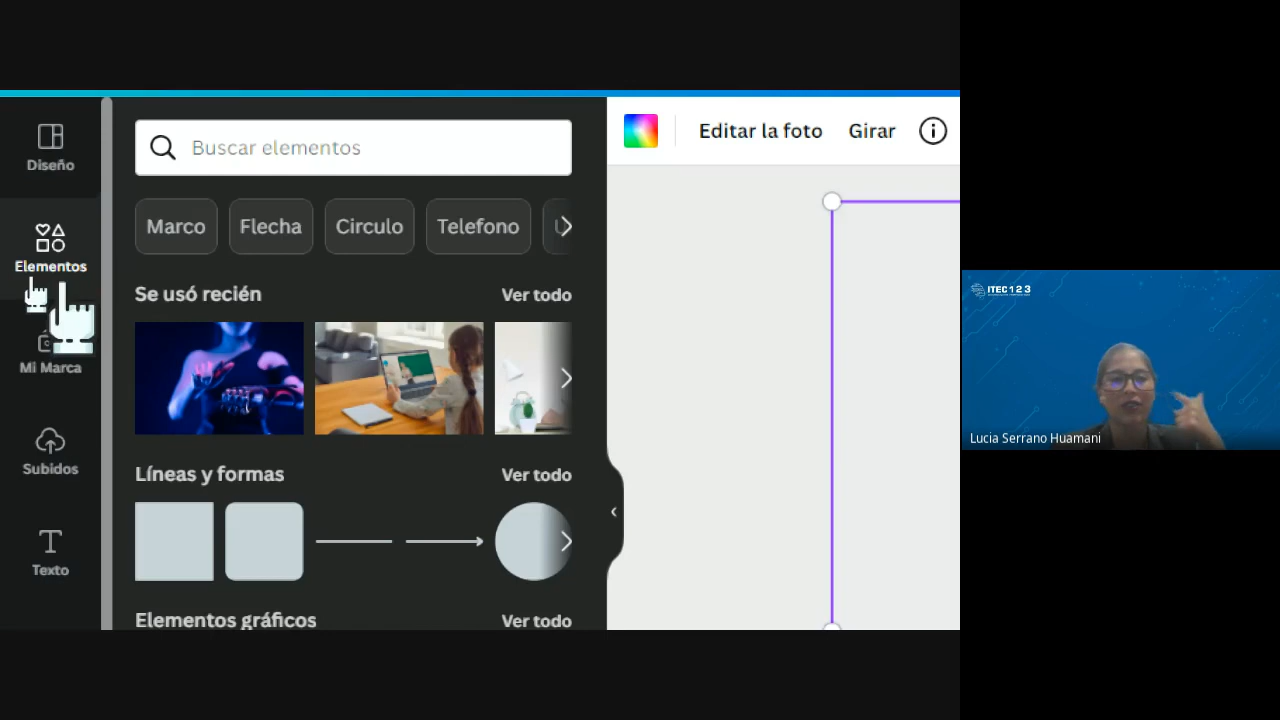 Diseño
Elementos
Mi Marca
Subidos
Texto
Buscar elementos
Marco
Flecha
Circulo
Telefono
Se usó recién
Ver todo
Líneas y formas
Ver todo
Elementos gráficos
Ver todo
Editar la foto
Girar
ITEC 1 2 3
Lucia Serrano Huamani